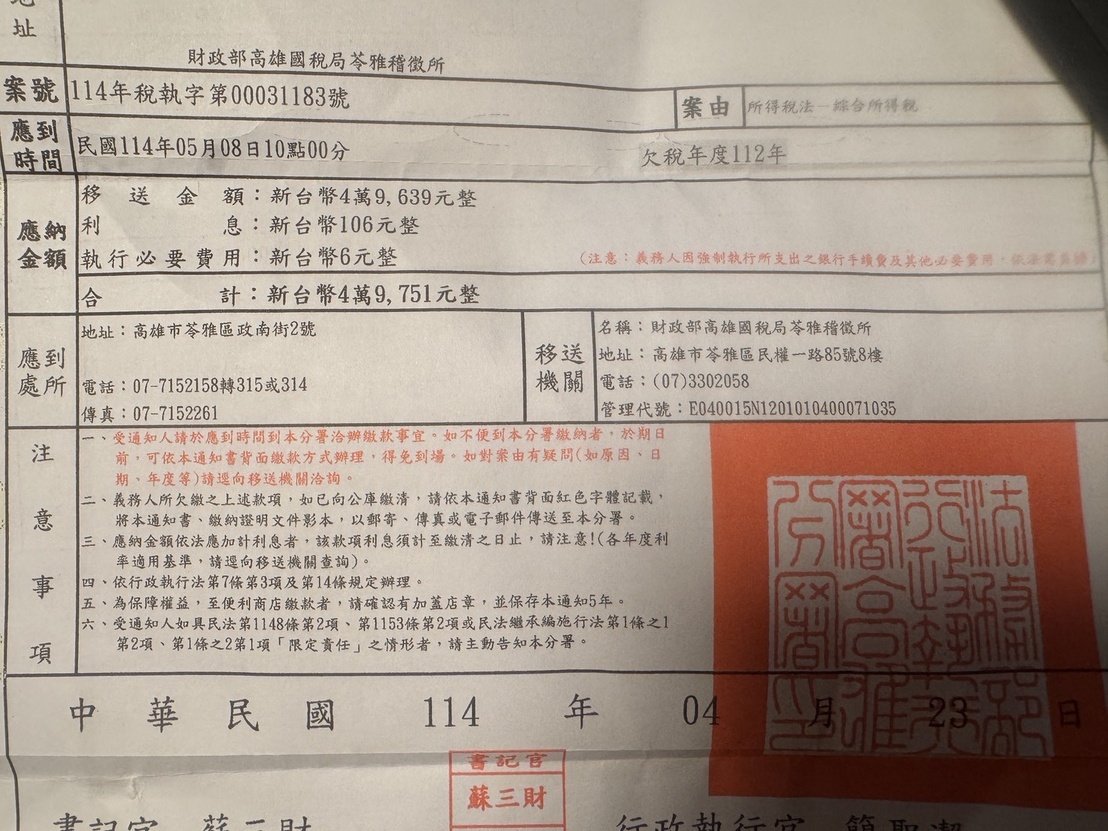 地
址
財政部高雄國稅局苓雅稽徵所
案號 114年稅執字第00031183號 案由 所得稅法—綜合所得稅
應到時間 民國114年05月08日10點00分 欠稅年度112年
應納金額
移送金額：新台幣4萬9,639元整
利息：新台幣106元整
執行必要費用：新台幣6元整 (注意：義務人因強制執行所支出之銀行手續費及其他必要費用，依法
合計：新台幣4萬9,751元整
應到處所
地址：高雄市苓雅區政南街2號
電話：07-7152158轉315或314
傳真：07-7152261
移送機關
名稱：財政部高雄國稅局苓雅稽徵所
地址：高雄市苓雅區民權一路85號8樓
電話：(07)3302058
管理代號：E040015N1201010400071035
注意事項
一、受通知人請於應到時間到本分署洽辦繳款事宜。如不便到本分署繳納者，於期日
前，可依本通知書背面繳款方式辦理，得免到場。如對案由有疑問(如原因、日
期、年度等)請逕向移送機關洽詢。
二、義務人所欠繳之上述款項，如已向公庫繳清，請依本通知書背面紅色字體記載，
將本通知書、繳納證明文件影本，以郵寄、傳真或電子郵件傳送至本分署。
三、應納金額依法應加計利息者，該款項利息須計至繳清之日止，請注意!(各年度利
率適用基準，請逕向移送機關查詢)。
四、依行政執行法第7條第3項及第14條規定辦理。
五、為保障權益，至便利商店繳款者，請確認有加蓋店章，並保存本通知5年。
六、受通知人如具民法第1148條第2項、第1153條第2項或民法繼承編施行法第1條之1
第2項、第1條之2第1項「限定責任」之情形者，請主動告知本分署。
法務部行政執行署高雄分署
中華民國 114 年 04 月 23 日
書記官
蘇三財
書記官 蘇三財 行政執行官